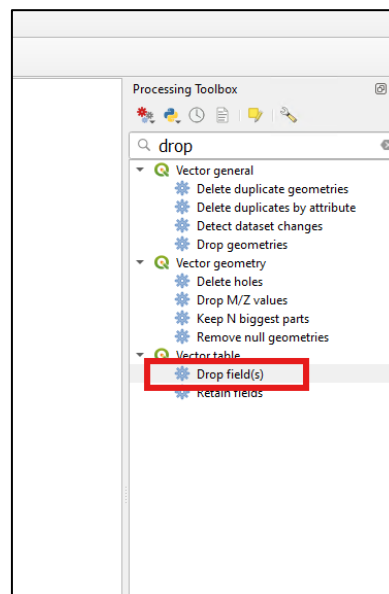 Processing Toolbox
drop
Vector general
Delete duplicate geometries
Delete duplicates by attribute
Detect dataset changes
Drop geometries
Vector geometry
Delete holes
Drop M/Z values
Keep N biggest parts
Remove null geometries
Vector table
Drop field(s)
Retain fields